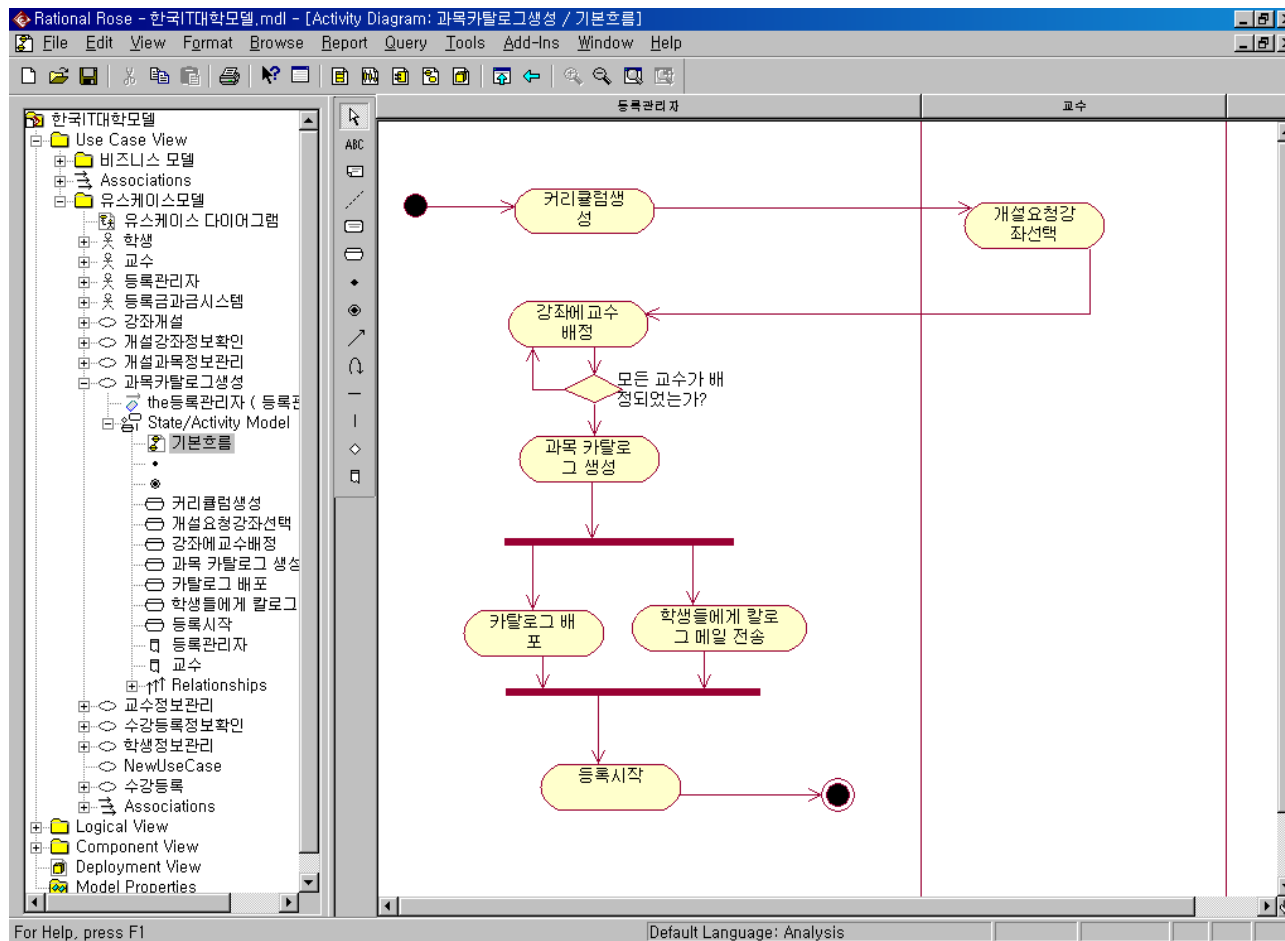 Rational Rose - 한국IT대학모델.mdl - [Activity Diagram: 과목카탈로그생성 / 기본흐름]
File Edit View Format Browse Report Query Tools Add-Ins Window Help
한국IT대학모델
Use Case View
비즈니스 모델
Associations
유스케이스모델
유스케이스 다이어그램
학생
교수
등록관리자
등록금과금시스템
강좌개설
개설강좌정보확인
개설과목정보관리
과목카탈로그생성
the등록관리자 ( 등록관
State/Activity Model
기본흐름
커리큘럼생성
개설요청강좌선택
강좌에교수배정
과목 카탈로그 생성
카탈로그 배포
학생들에게 칼로그
등록시작
등록관리자
교수
Relationships
교수정보관리
수강등록정보확인
학생정보관리
NewUseCase
수강등록
Associations
Logical View
Component View
Deployment View
Model Properties
ABC
등록관리자
교수
커리큘럼생
성
개설요청강
좌선택
강좌에교수
배정
모든 교수가 배
정되었는가?
과목 카탈로
그 생성
카탈로그 배
포
학생들에게 칼로
그 메일 전송
등록시작
For Help, press F1
Default Language: Analysis